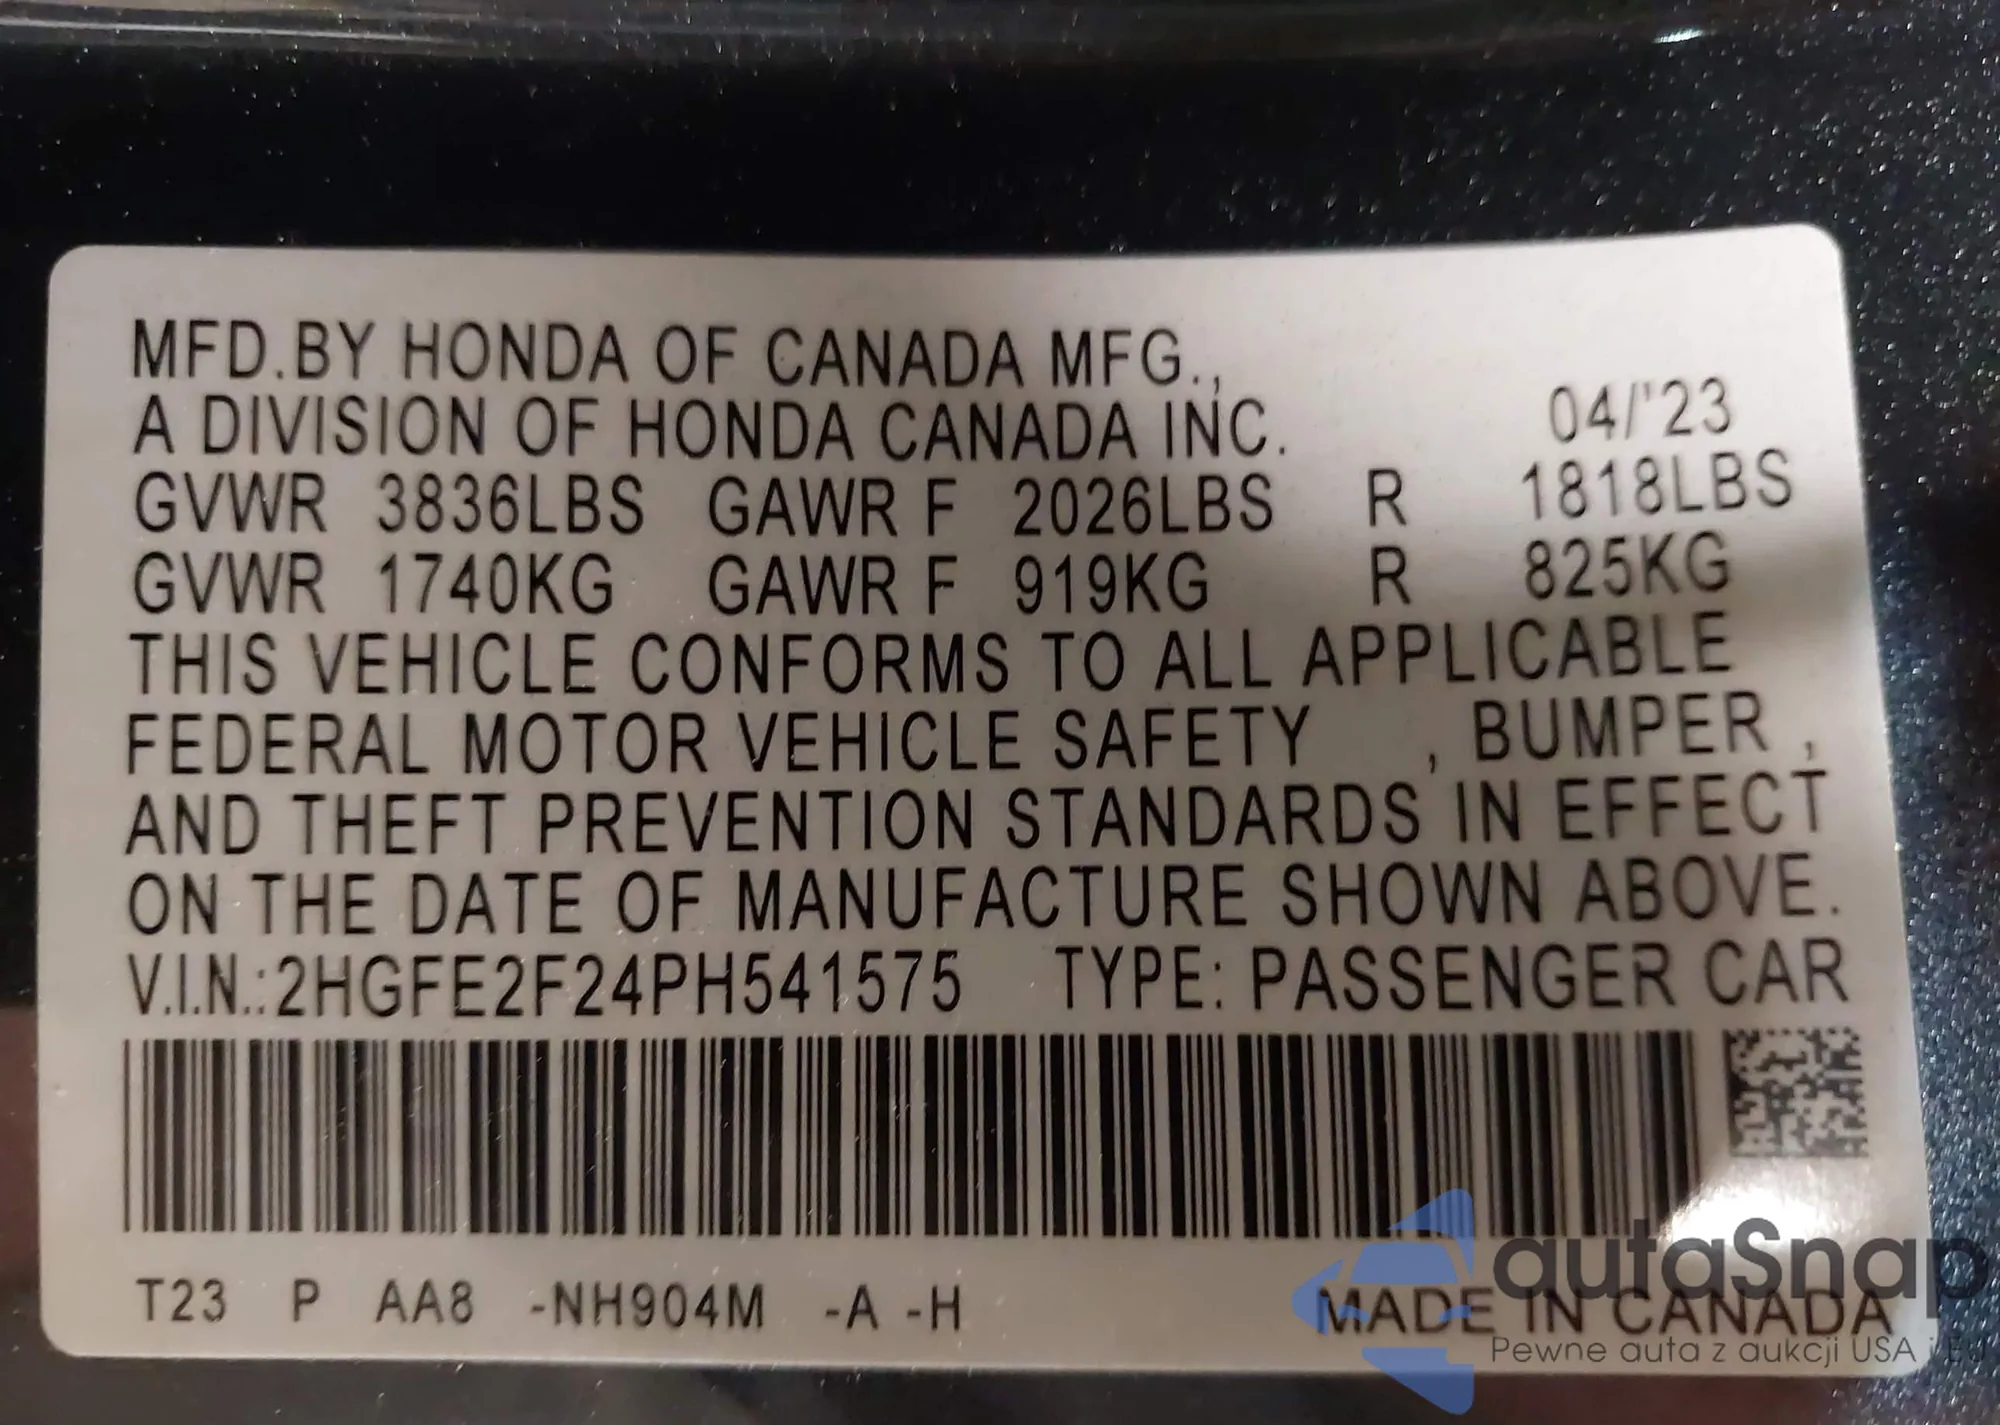 MFD.BY HONDA OF CANADA MFG.,
A DIVISION OF HONDA CANADA INC. 04/'23
GVWR 3836LBS GAWR F 2026LBS R 1818LBS
GVWR 1740KG GAWR F 919KG R 825KG
THIS VEHICLE CONFORMS TO ALL APPLICABLE
FEDERAL MOTOR VEHICLE SAFETY , BUMPER ,
AND THEFT PREVENTION STANDARDS IN EFFECT
ON THE DATE OF MANUFACTURE SHOWN ABOVE.
V.I.N.:2HGFE2F24PH541575 TYPE: PASSENGER CAR
T23 P AA8 -NH904M -A -H
MADE IN CANADA
autaSnap
Pewne auta z aukcji USA i EU